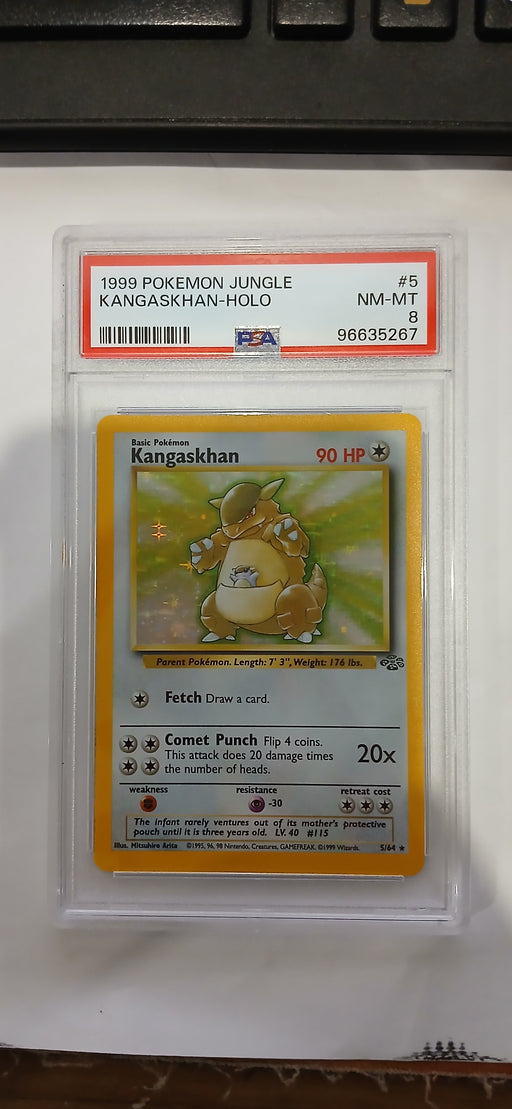 1999 POKEMON JUNGLE #5
KANGASKHAN-HOLO NM-MT
8
PSA 96635267
Basic Pokémon
Kangaskhan 90 HP
Parent Pokémon. Length: 7' 3", Weight: 176 lbs.
Fetch Draw a card.
Comet Punch Flip 4 coins.
This attack does 20 damage times
the number of heads.
20x
weakness resistance retreat cost
-30
The infant rarely ventures out of its mother's protective
pouch until it is three years old. LV. 40 #115
Illus. Mitsuhiro Arita ©1995, 96, 98 Nintendo, Creatures, GAMEFREAK. ©1999 Wizards. 5/64 ★